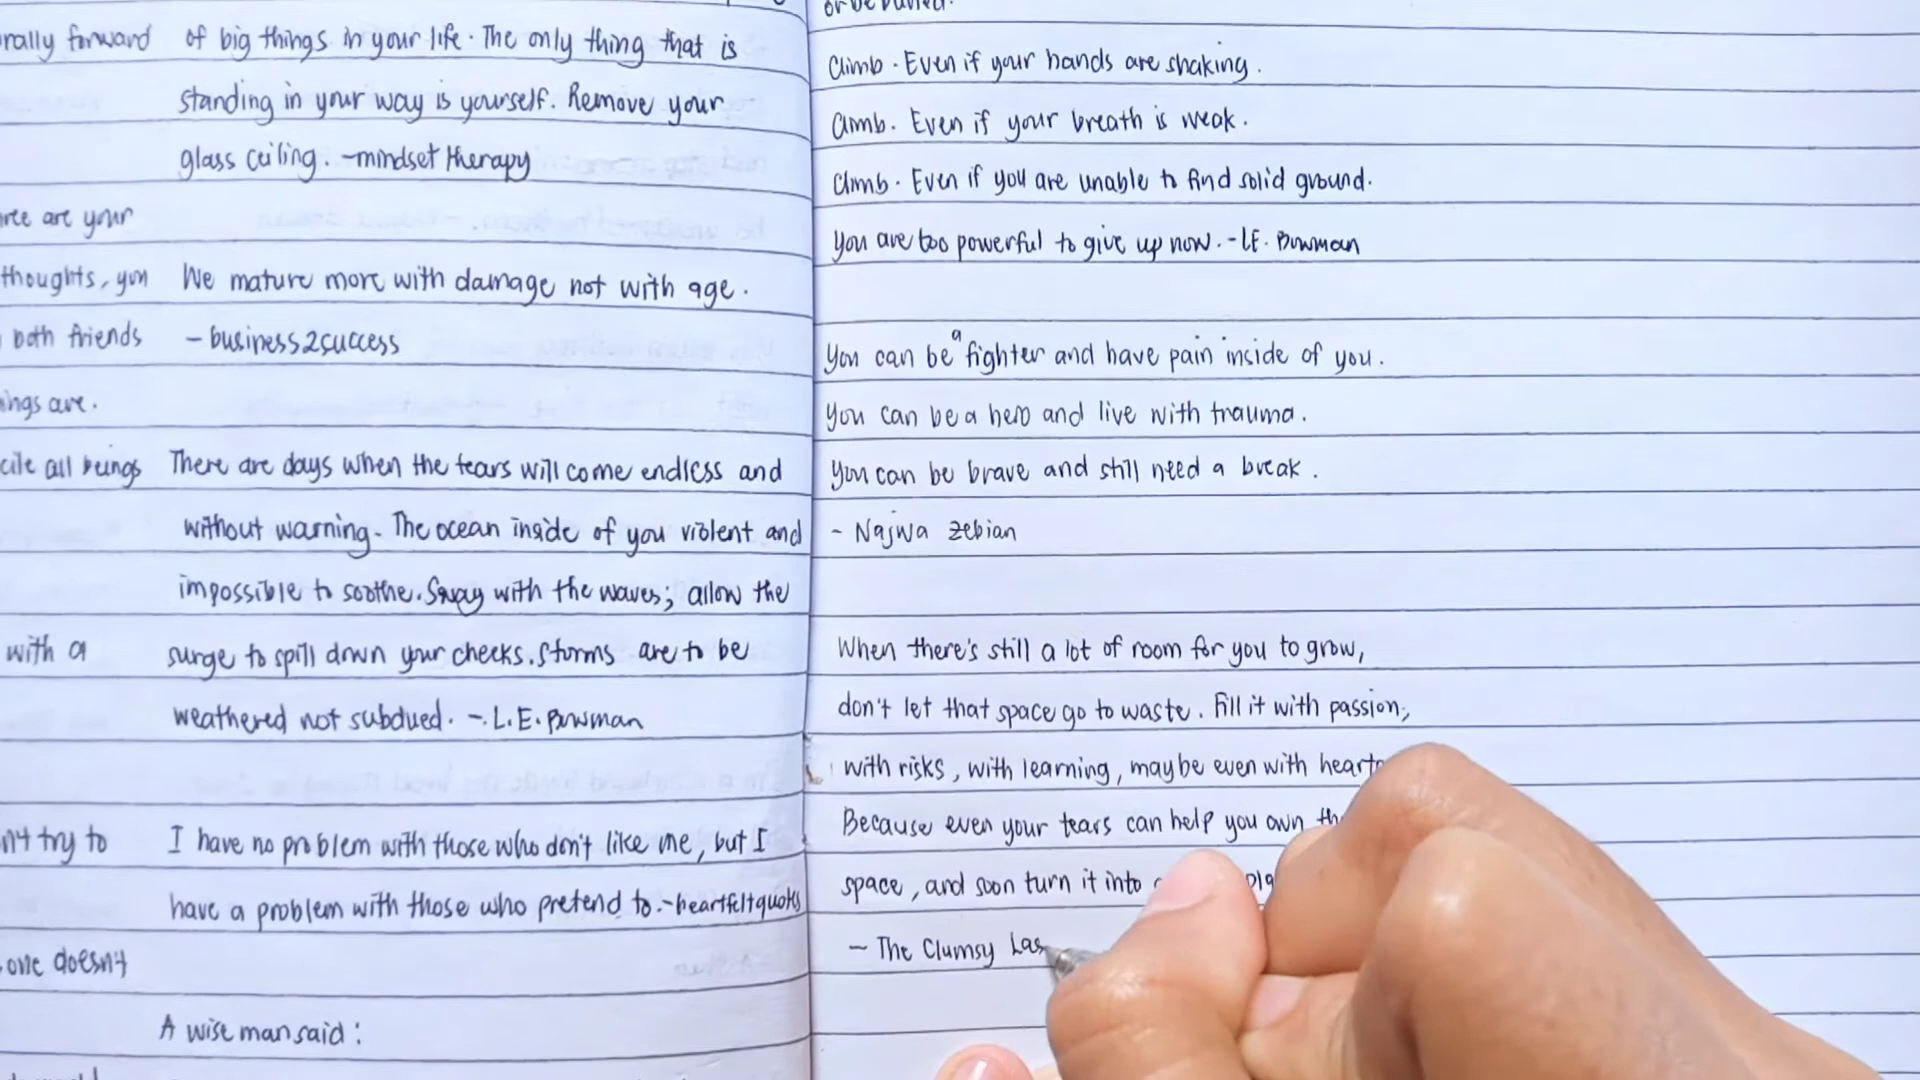 rally forward
ree are your
thoughts, you
both friends
ings are.
cile all beings
with a
n't try to
one doesn't
of big things in your life. The only thing that is
standing in your way is yourself. Remove your
glass ceiling. -mindset therapy
We mature more with damage not with age.
- business2success
There are days when the tears will come endless and
without warning. The ocean inside of you violent and
impossible to soothe. Sway with the waves; allow the
surge to spill down your cheeks. Storms are to be
weathered not subdued. - L.E. Bowman
I have no problem with those who don't like me, but I
have a problem with those who pretend to. -heartfeltquotes
A wise man said:
or be buried.
Climb. Even if your hands are shaking.
Climb. Even if your breath is weak.
Climb. Even if you are unable to find solid ground.
You are too powerful to give up now. - LE. Bowman
You can be a fighter and have pain inside of you.
You can be a hero and live with trauma.
You can be brave and still need a break.
- Najwa Zebian
When there's still a lot of room for you to grow,
don't let that space go to waste. Fill it with passion,
with risks, with learning, maybe even with heart
Because even your tears can help you own th
space, and soon turn it into
- The Clumsy Las